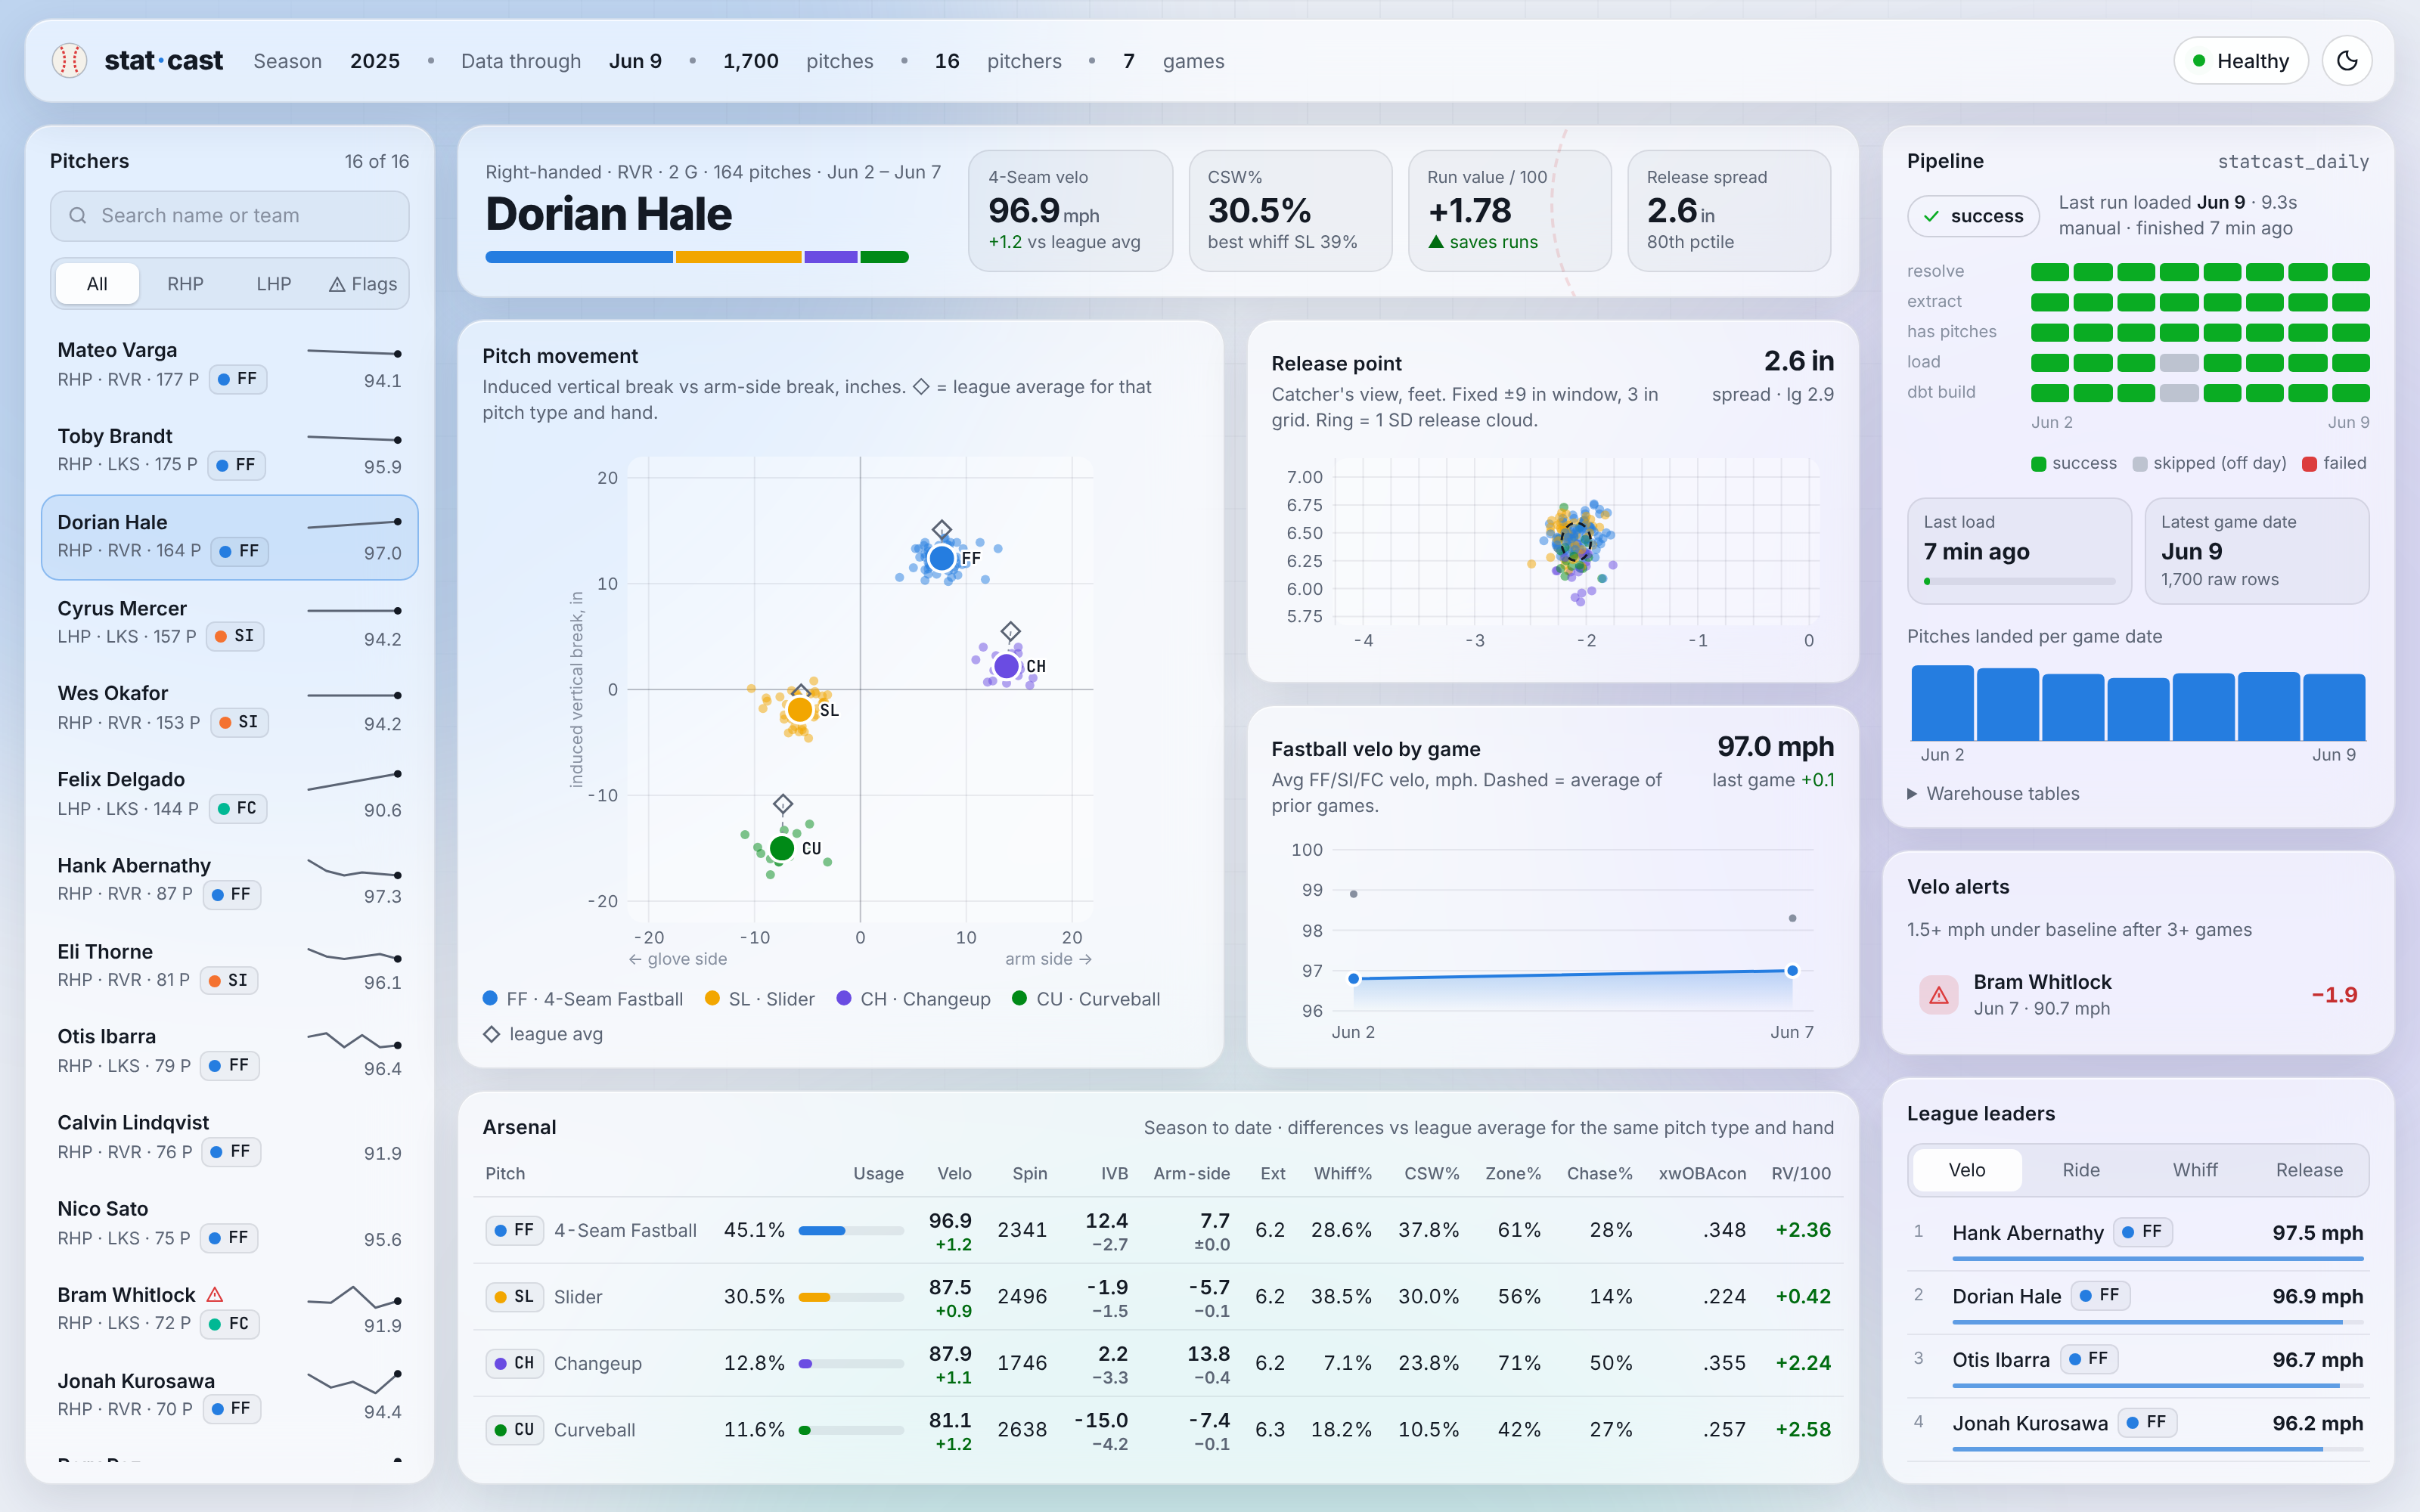 stat·cast Season 2025 • Data through Jun 9 • 1,700 pitches • 16 pitchers • 7 games
Healthy
Pitchers 16 of 16
Search name or team
All RHP LHP Flags
Mateo Varga
RHP · RVR · 177 P FF 94.1
Toby Brandt
RHP · LKS · 175 P FF 95.9
Dorian Hale
RHP · RVR · 164 P FF 97.0
Cyrus Mercer
LHP · LKS · 157 P SI 94.2
Wes Okafor
RHP · RVR · 153 P SI 94.2
Felix Delgado
LHP · LKS · 144 P FC 90.6
Hank Abernathy
RHP · RVR · 87 P FF 97.3
Eli Thorne
RHP · RVR · 81 P SI 96.1
Otis Ibarra
RHP · LKS · 79 P FF 96.4
Calvin Lindqvist
RHP · RVR · 76 P FF 91.9
Nico Sato
RHP · LKS · 75 P FF 95.6
Bram Whitlock
RHP · LKS · 72 P FC 91.9
Jonah Kurosawa
RHP · RVR · 70 P FF 94.4
Right-handed · RVR · 2 G · 164 pitches · Jun 2 – Jun 7
Dorian Hale
4-Seam velo
96.9 mph
+1.2 vs league avg
CSW%
30.5%
best whiff SL 39%
Run value / 100
+1.78
▲ saves runs
Release spread
2.6 in
80th pctile
Pitch movement
Induced vertical break vs arm-side break, inches. ◇ = league average for that
pitch type and hand.
induced vertical break, in
20
10
0
-10
-20
FF
CH
SL
CU
-20 -10 0 10 20
← glove side arm side →
FF · 4-Seam Fastball SL · Slider CH · Changeup CU · Curveball
◇ league avg
Release point 2.6 in
Catcher's view, feet. Fixed ±9 in window, 3 in spread · lg 2.9
grid. Ring = 1 SD release cloud.
7.00
6.75
6.50
6.25
6.00
5.75
-4 -3 -2 -1 0
Fastball velo by game 97.0 mph
Avg FF/SI/FC velo, mph. Dashed = average of last game +0.1
prior games.
100
99
98
97
96
Jun 2 Jun 7
Arsenal Season to date · differences vs league average for the same pitch type and hand
Pitch Usage Velo Spin IVB Arm-side Ext Whiff% CSW% Zone% Chase% xwOBAcon RV/100
FF 4-Seam Fastball 45.1% 96.9 2341 12.4 7.7 6.2 28.6% 37.8% 61% 28% .348 +2.36
+1.2 −2.7 ±0.0
SL Slider 30.5% 87.5 2496 -1.9 -5.7 6.2 38.5% 30.0% 56% 14% .224 +0.42
+0.9 −1.5 −0.1
CH Changeup 12.8% 87.9 1746 2.2 13.8 6.2 7.1% 23.8% 71% 50% .355 +2.24
+1.1 −3.3 −0.4
CU Curveball 11.6% 81.1 2638 -15.0 -7.4 6.3 18.2% 10.5% 42% 27% .257 +2.58
+1.2 −4.2 −0.1
Pipeline statcast_daily
success
Last run loaded Jun 9 · 9.3s
manual · finished 7 min ago
resolve
extract
has pitches
load
dbt build
Jun 2 Jun 9
success skipped (off day) failed
Last load
7 min ago
Latest game date
Jun 9
1,700 raw rows
Pitches landed per game date
Jun 2 Jun 9
▶ Warehouse tables
Velo alerts
1.5+ mph under baseline after 3+ games
Bram Whitlock
Jun 7 · 90.7 mph
−1.9
League leaders
Velo Ride Whiff Release
1 Hank Abernathy FF 97.5 mph
2 Dorian Hale FF 96.9 mph
3 Otis Ibarra FF 96.7 mph
4 Jonah Kurosawa FF 96.2 mph